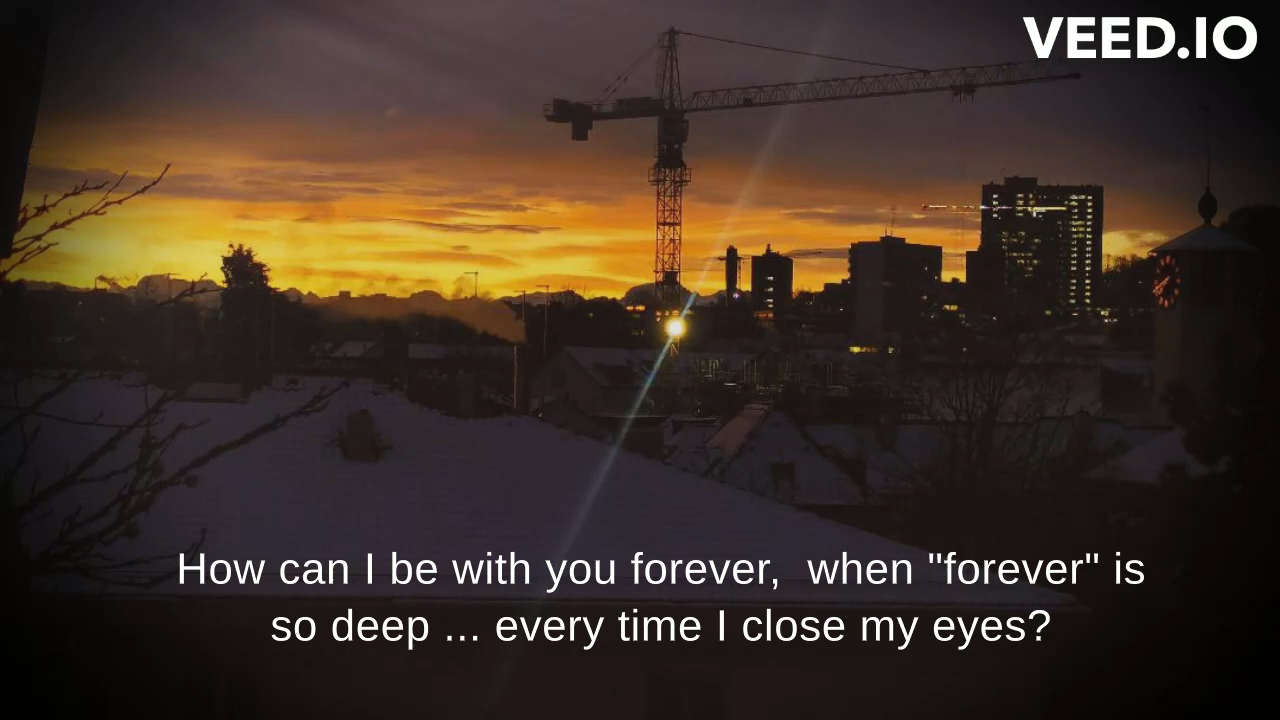 VEED.IO
How can I be with you forever,  when "forever" is
so deep ... every time I close my eyes?